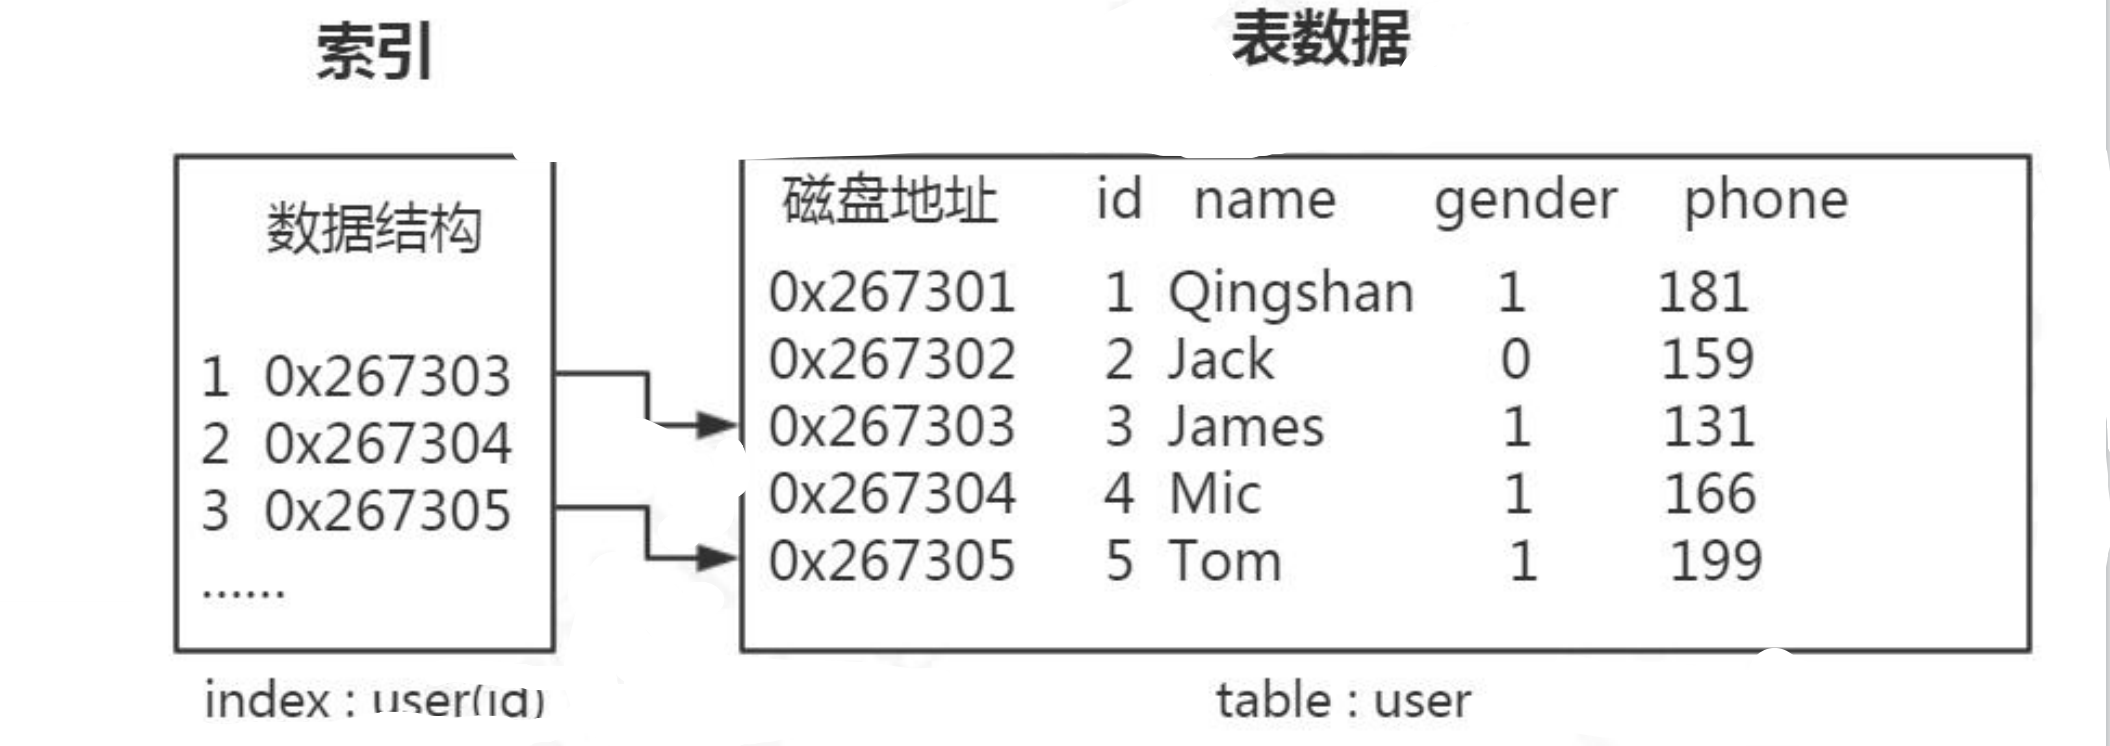 索引
数据结构
1 0x267303
2 0x267304
3 0x267305
......
index : user(id)
表数据
磁盘地址 id name gender phone
0x267301 1 Qingshan 1 181
0x267302 2 Jack 0 159
0x267303 3 James 1 131
0x267304 4 Mic 1 166
0x267305 5 Tom 1 199
table : user